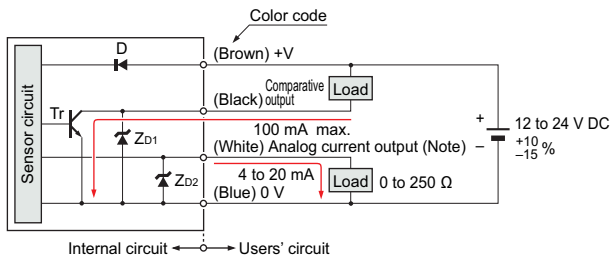 Color code
D
(Brown) +V
Sensor circuit
Tr
(Black)
Comparative
output
Load
100 mA max.
ZD1
(White) Analog current output (Note)
+
−
12 to 24 V DC
+10
−15 %
ZD2
4 to 20 mA
Load
0 to 250 Ω
(Blue) 0 V
Internal circuit
Users' circuit